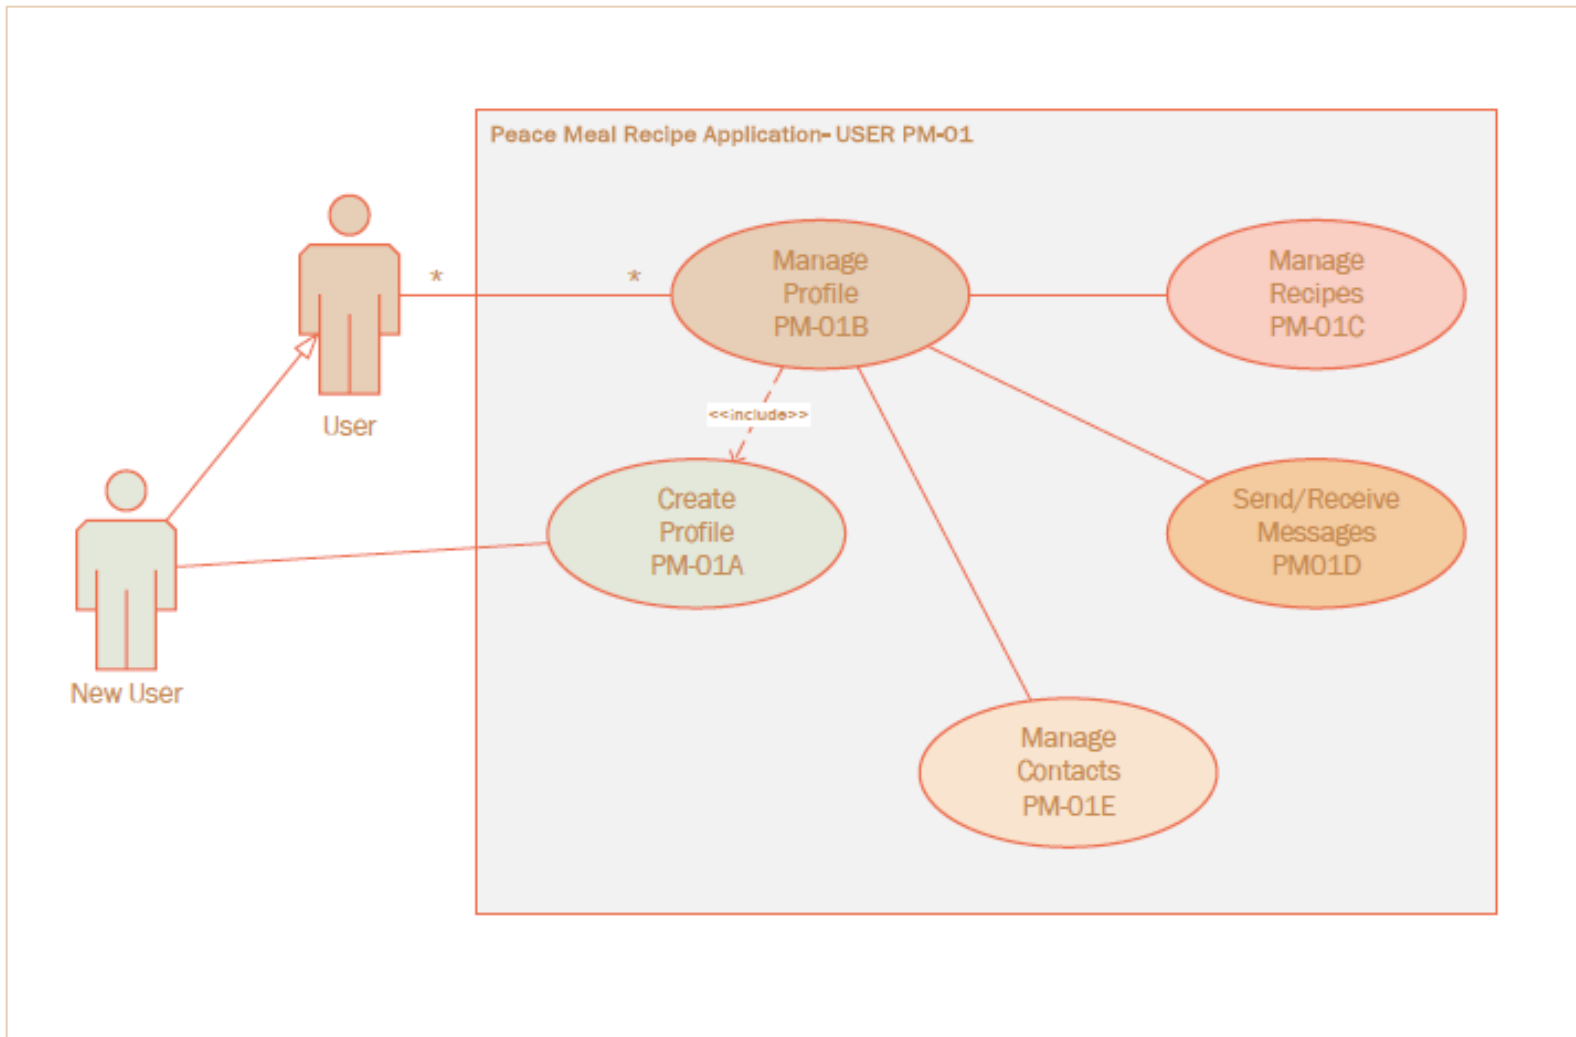 Peace Meal Recipe Application- USER PM-01
*
*
Manage
Profile
PM-01B
Manage
Recipes
PM-01C
User
<<include>>
Create
Profile
PM-01A
Send/Receive
Messages
PM01D
New User
Manage
Contacts
PM-01E